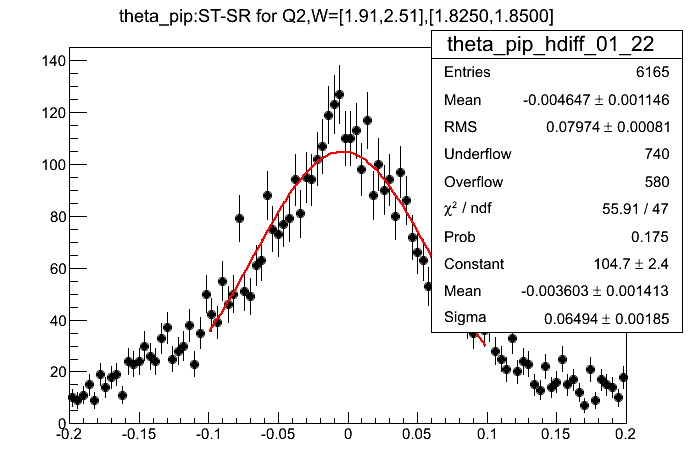 theta_pip:ST-SR for Q2,W=[1.91,2.51],[1.8250,1.8500]
theta_pip_hdiff_01_22
Entries 6165
Mean -0.004647 ± 0.001146
RMS 0.07974 ± 0.00081
Underflow 740
Overflow 580
χ² / ndf 55.91 / 47
Prob 0.175
Constant 104.7 ± 2.4
Mean -0.003603 ± 0.001413
Sigma 0.06494 ± 0.00185
140
120
100
80
60
40
20
0
-0.2 -0.15 -0.1 -0.05 0 0.05 0.1 0.15 0.2